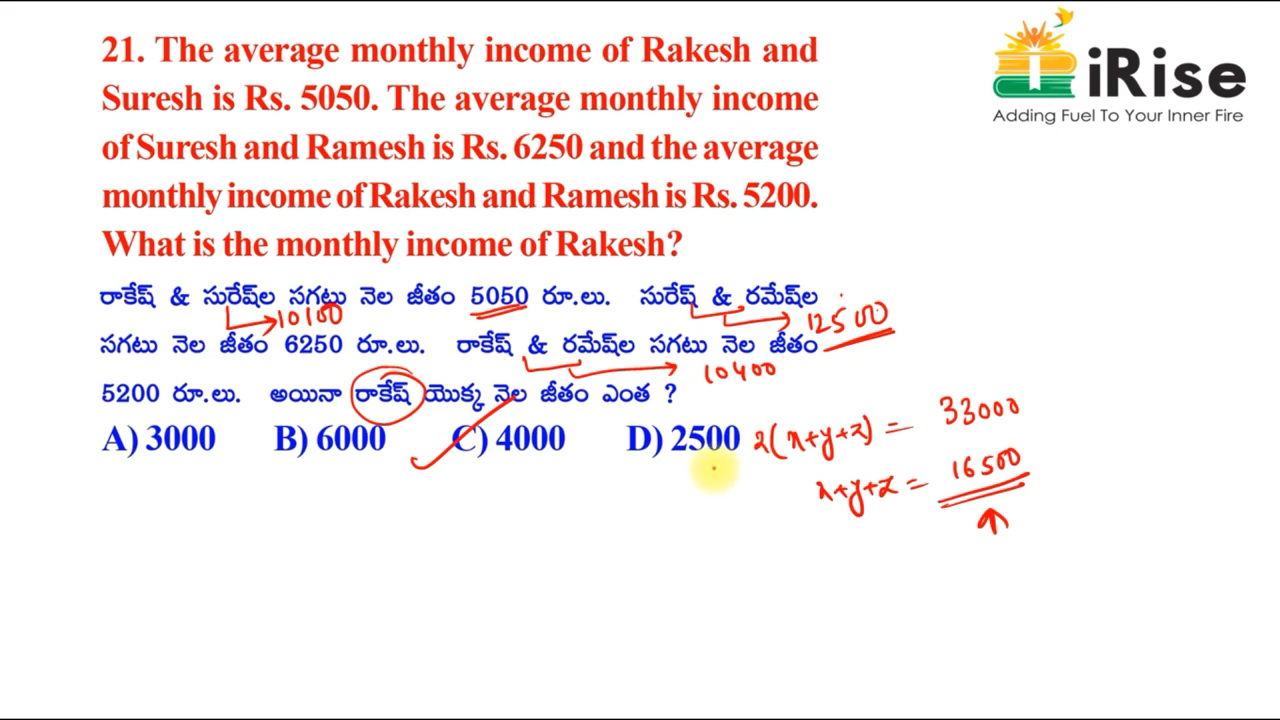 21. The average monthly income of Rakesh and
Suresh is Rs. 5050. The average monthly income
of Suresh and Ramesh is Rs. 6250 and the average
monthly income of Rakesh and Ramesh is Rs. 5200.
What is the monthly income of Rakesh?
iRise
Adding Fuel To Your Inner Fire
రాకేష్ & సురేష్‌ల సగటు నెల జీతం 5050 రూ.లు. సురేష్ & రమేష్‌ల
10100
12500
సగటు నెల జీతం 6250 రూ.లు. రాకేష్ & రమేష్‌ల సగటు నెల జీతం
10400
5200 రూ.లు. అయినా రాకేష్ యొక్క నెల జీతం ఎంత ?
A) 3000 B) 6000 C) 4000 D) 2500
2(x+y+z) = 33000
x+y+z = 16500